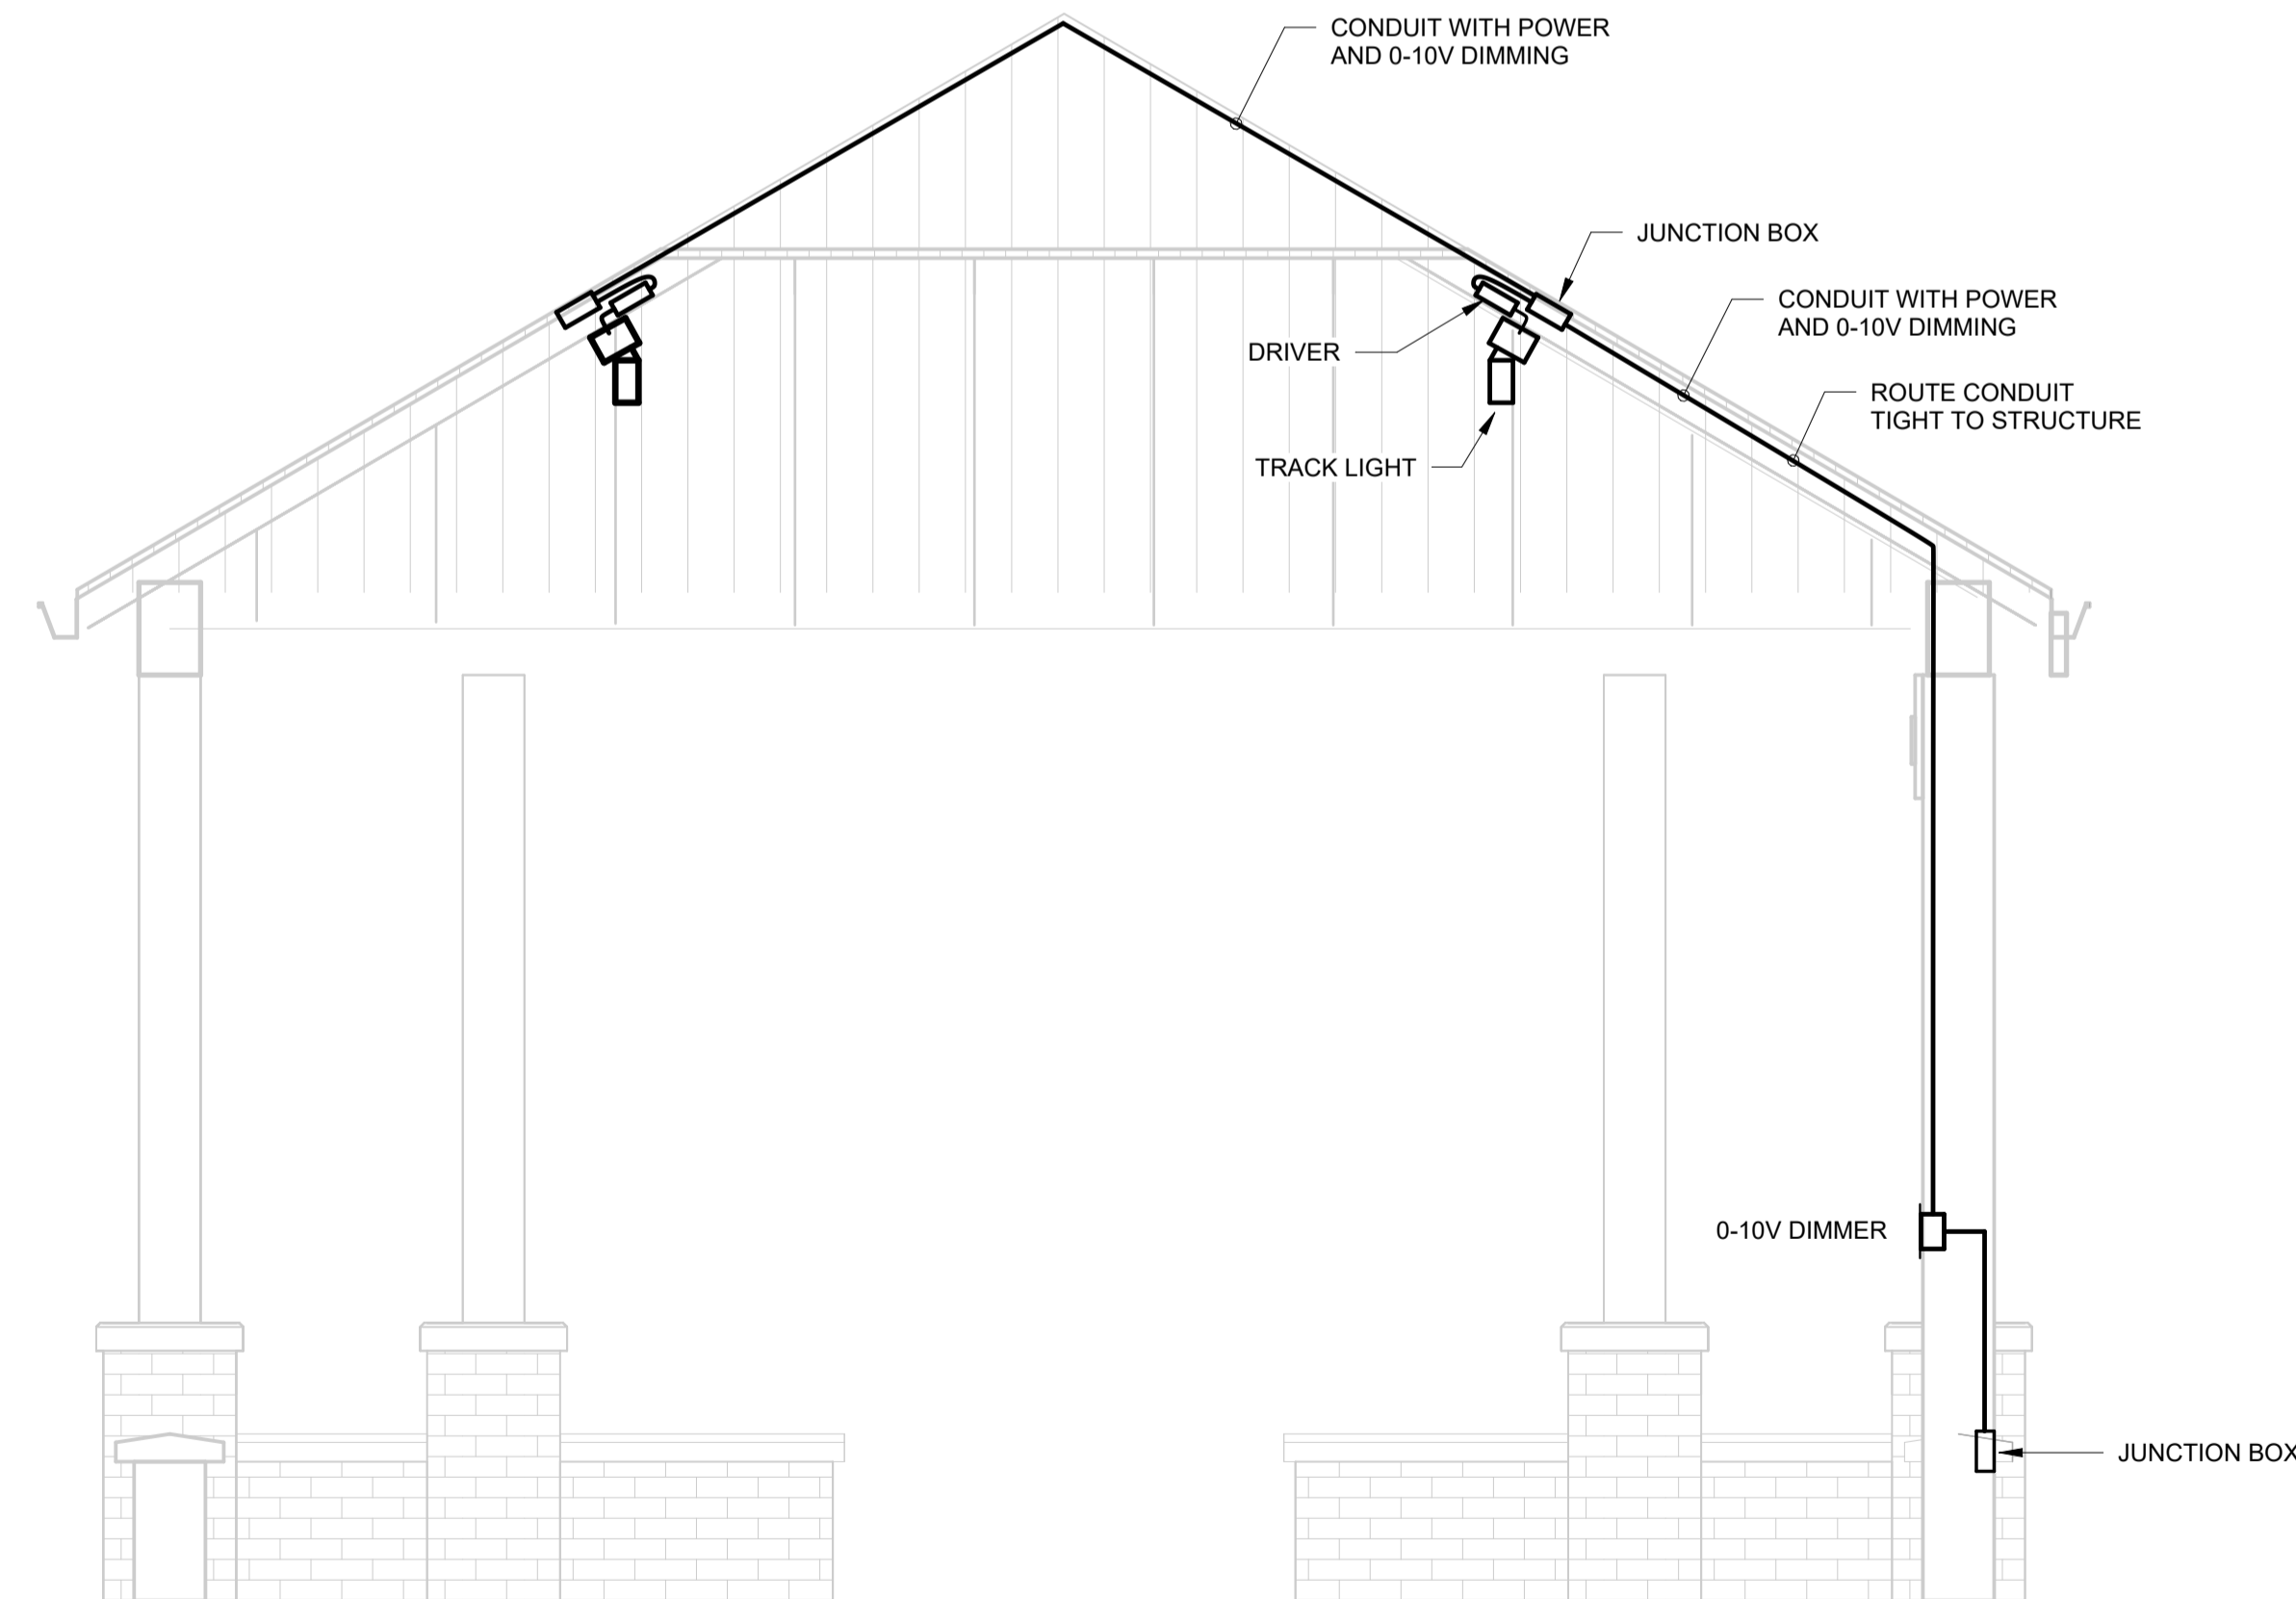 CONDUIT WITH POWER
AND 0-10V DIMMING
JUNCTION BOX
CONDUIT WITH POWER
AND 0-10V DIMMING
DRIVER
ROUTE CONDUIT
TIGHT TO STRUCTURE
TRACK LIGHT
0-10V DIMMER
JUNCTION BOX